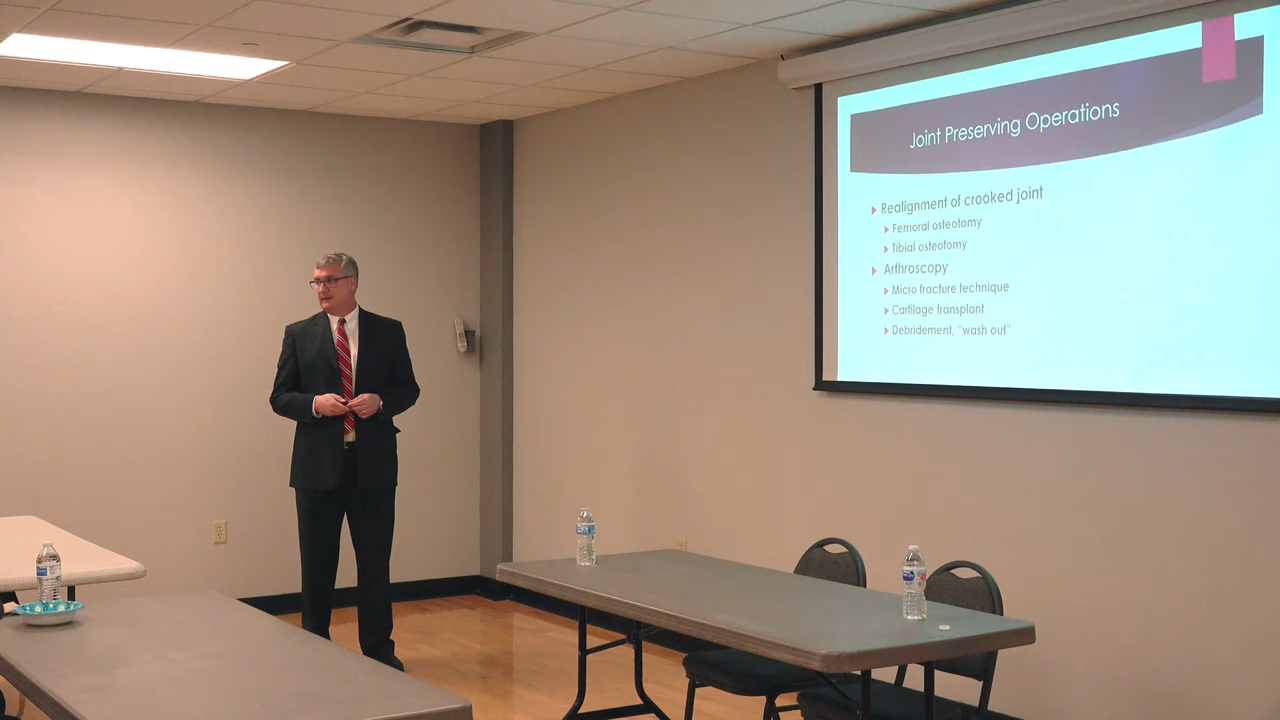 Joint Preserving Operations
Realignment of crooked joint
Femoral osteotomy
Tibial osteotomy
Arthroscopy
Micro fracture technique
Cartilage transplant
Debridement, "wash out"